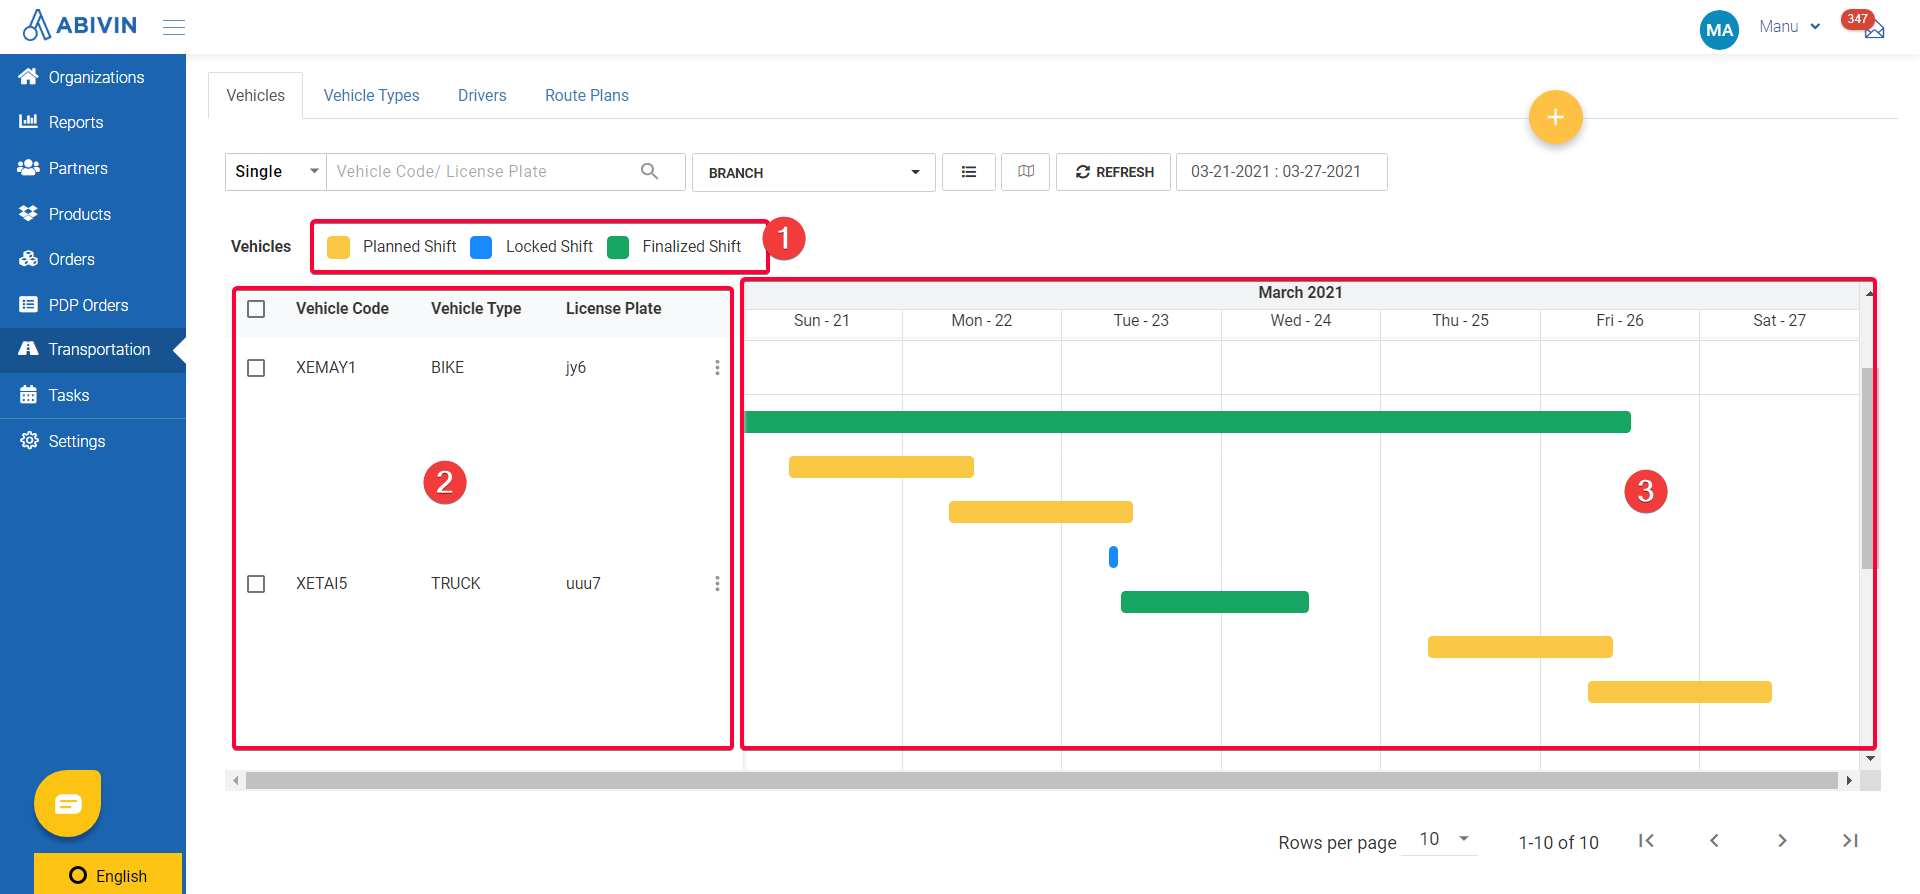 ABIVIN
MA
Manu
347
Organizations
Reports
Partners
Products
Orders
PDP Orders
Transportation
Tasks
Settings
English
Vehicles
Vehicle Types
Drivers
Route Plans
+
Single
Vehicle Code/ License Plate
BRANCH
REFRESH
03-21-2021 : 03-27-2021
Vehicles
Planned Shift
Locked Shift
Finalized Shift
1
Vehicle Code
Vehicle Type
License Plate
XEMAY1
BIKE
jy6
2
XETAI5
TRUCK
uuu7
March 2021
Sun - 21
Mon - 22
Tue - 23
Wed - 24
Thu - 25
Fri - 26
Sat - 27
3
Rows per page
10
1-10 of 10